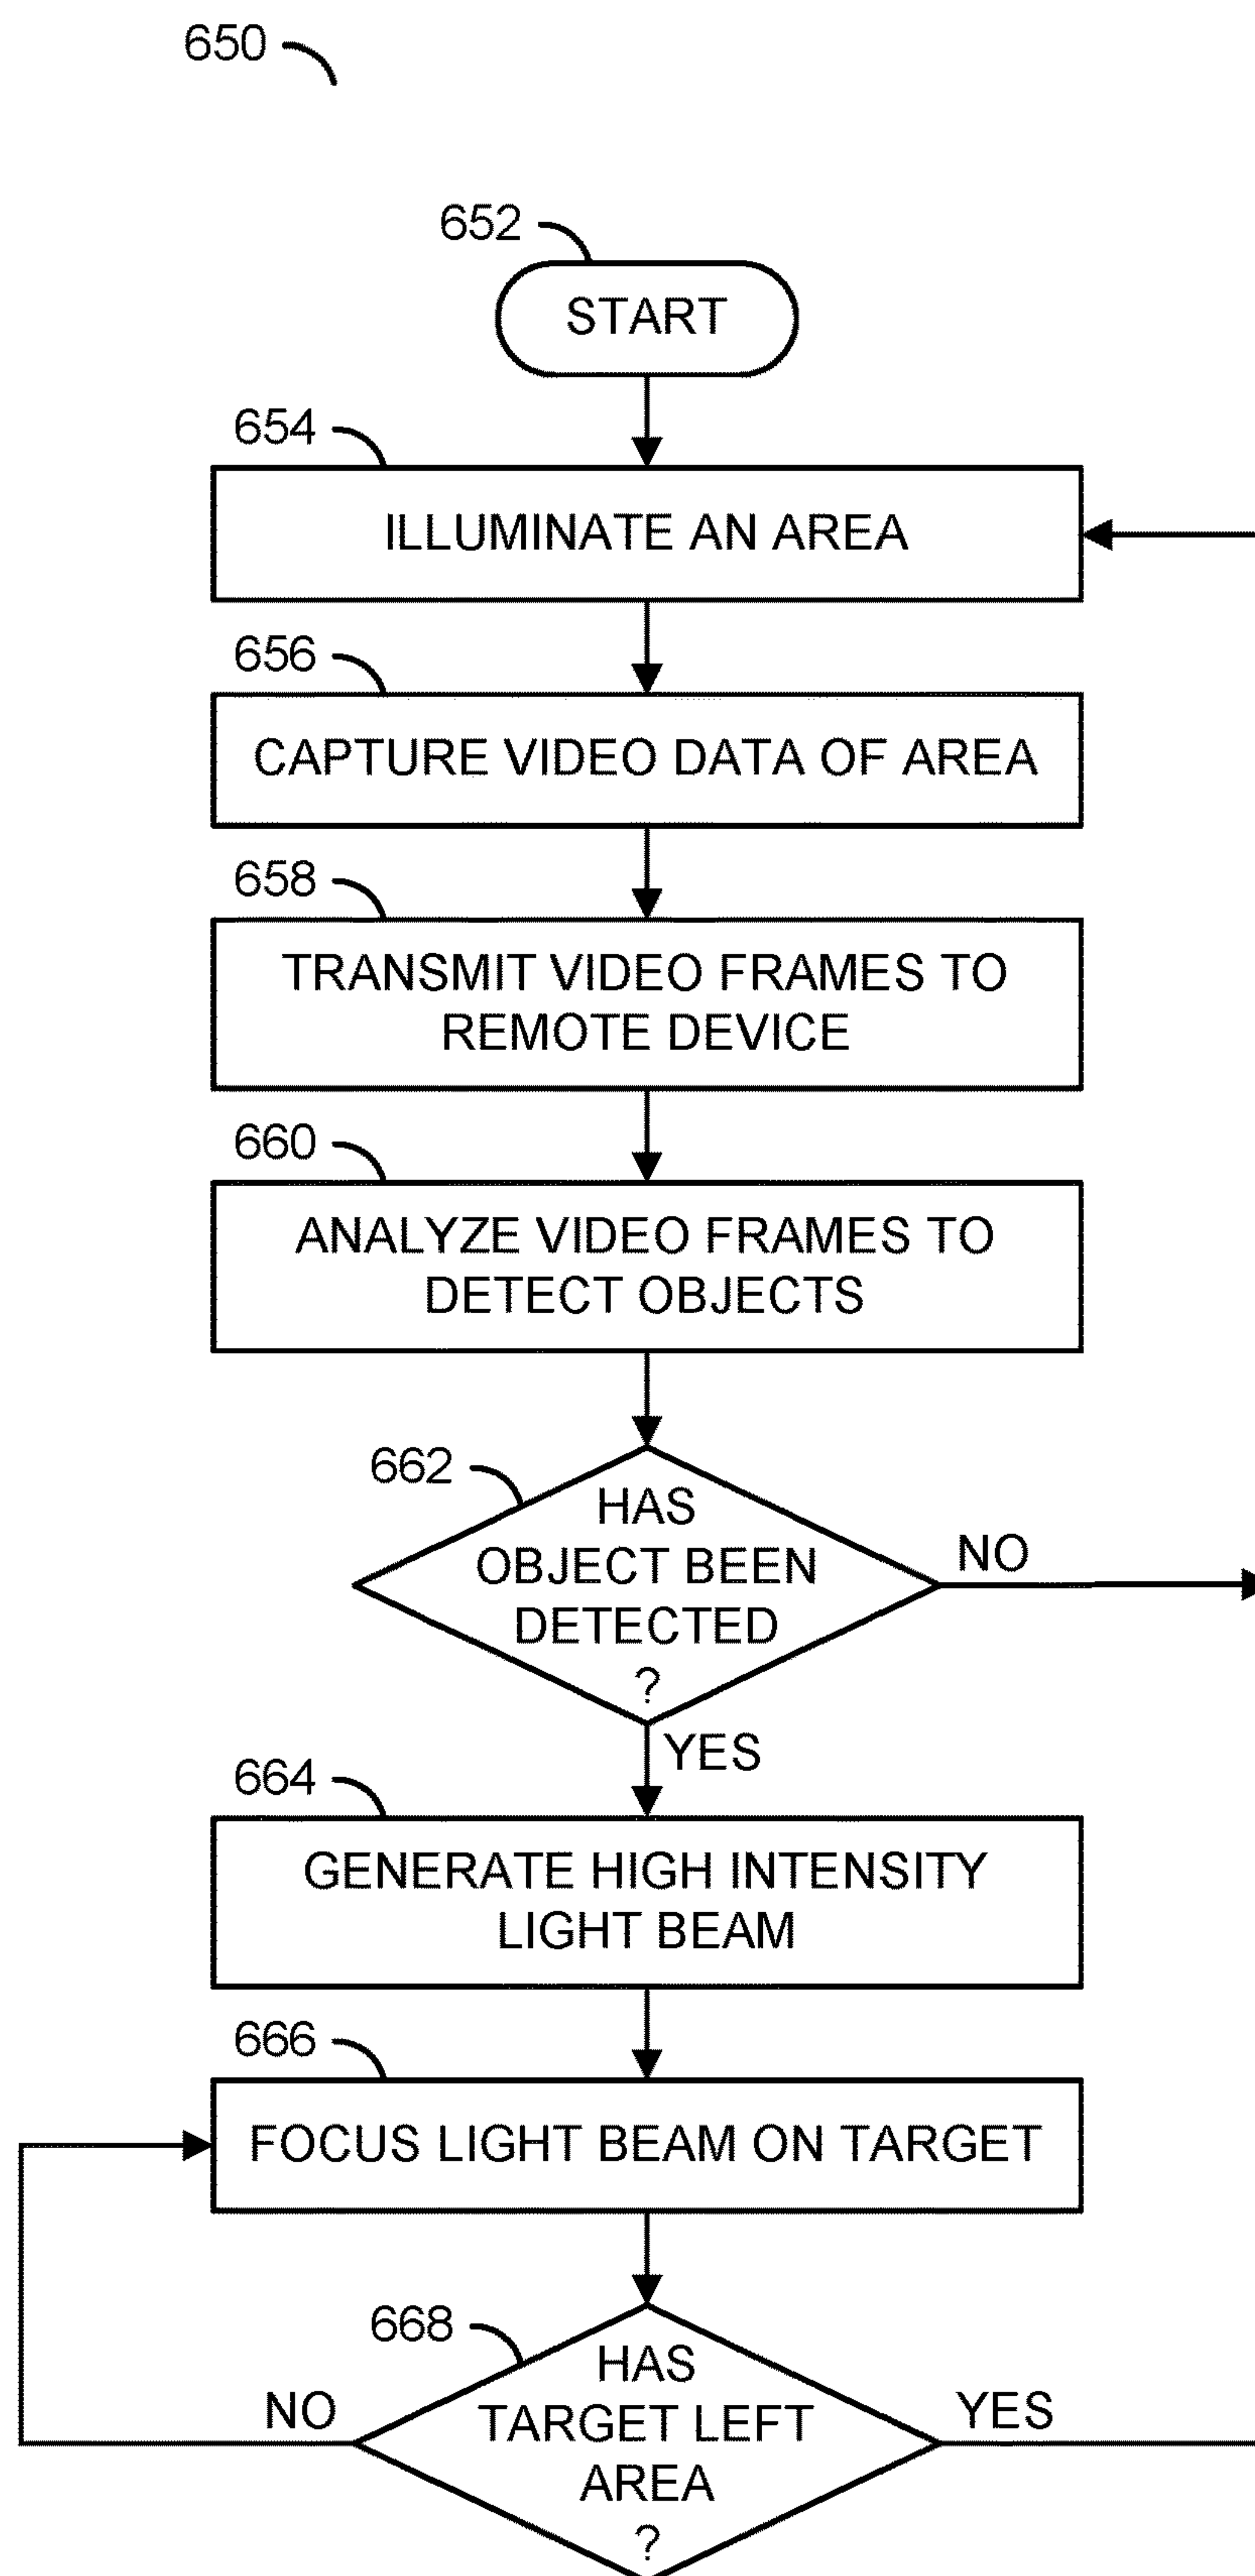 650
652
START
654
ILLUMINATE AN AREA
656
CAPTURE VIDEO DATA OF AREA
658
TRANSMIT VIDEO FRAMES TO
REMOTE DEVICE
660
ANALYZE VIDEO FRAMES TO
DETECT OBJECTS
662
HAS
OBJECT BEEN
DETECTED
?
NO
YES
664
GENERATE HIGH INTENSITY
LIGHT BEAM
666
FOCUS LIGHT BEAM ON TARGET
668
HAS
TARGET LEFT
AREA
?
NO
YES